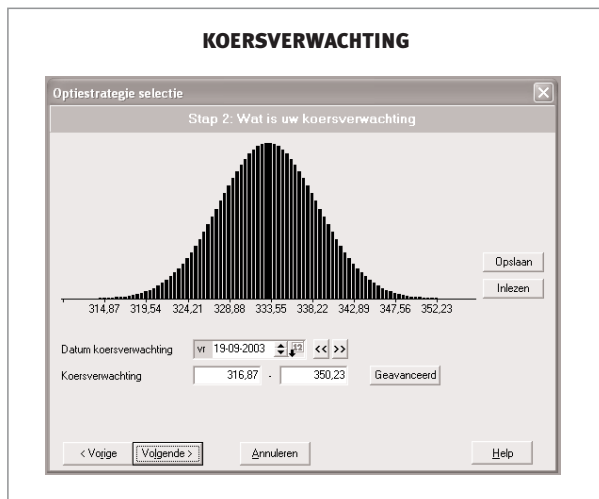 KOERSVERWACHTING
Optiestrategie selectie
Stap 2: Wat is uw koersverwachting
Opslaan
Inlezen
314,87 319,54 324,21 328,88 333,55 338,22 342,89 347,56 352,23
Datum koersverwachting vr 19-09-2003 12 << >>
Koersverwachting 316,87 - 350,23 Geavanceerd
< Vorige Volgende > Annuleren Help